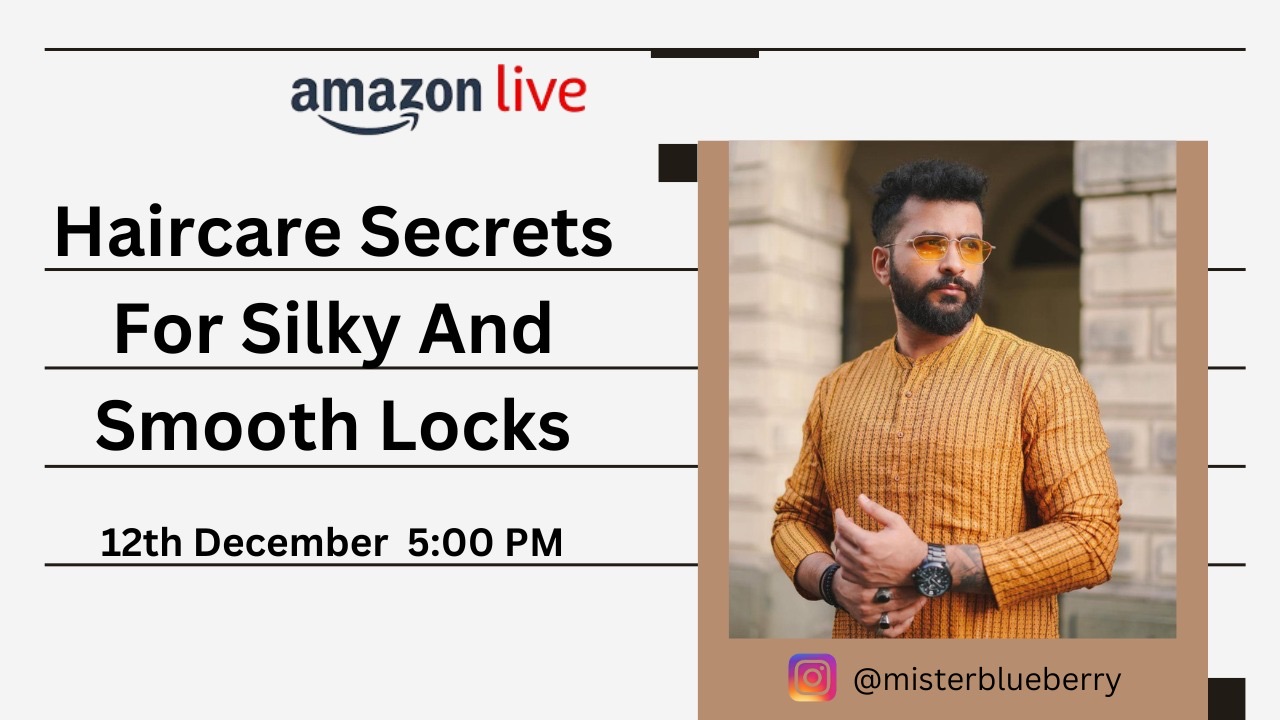 amazon live
Haircare Secrets
For Silky And
Smooth Locks
12th December 5:00 PM
@misterblueberry